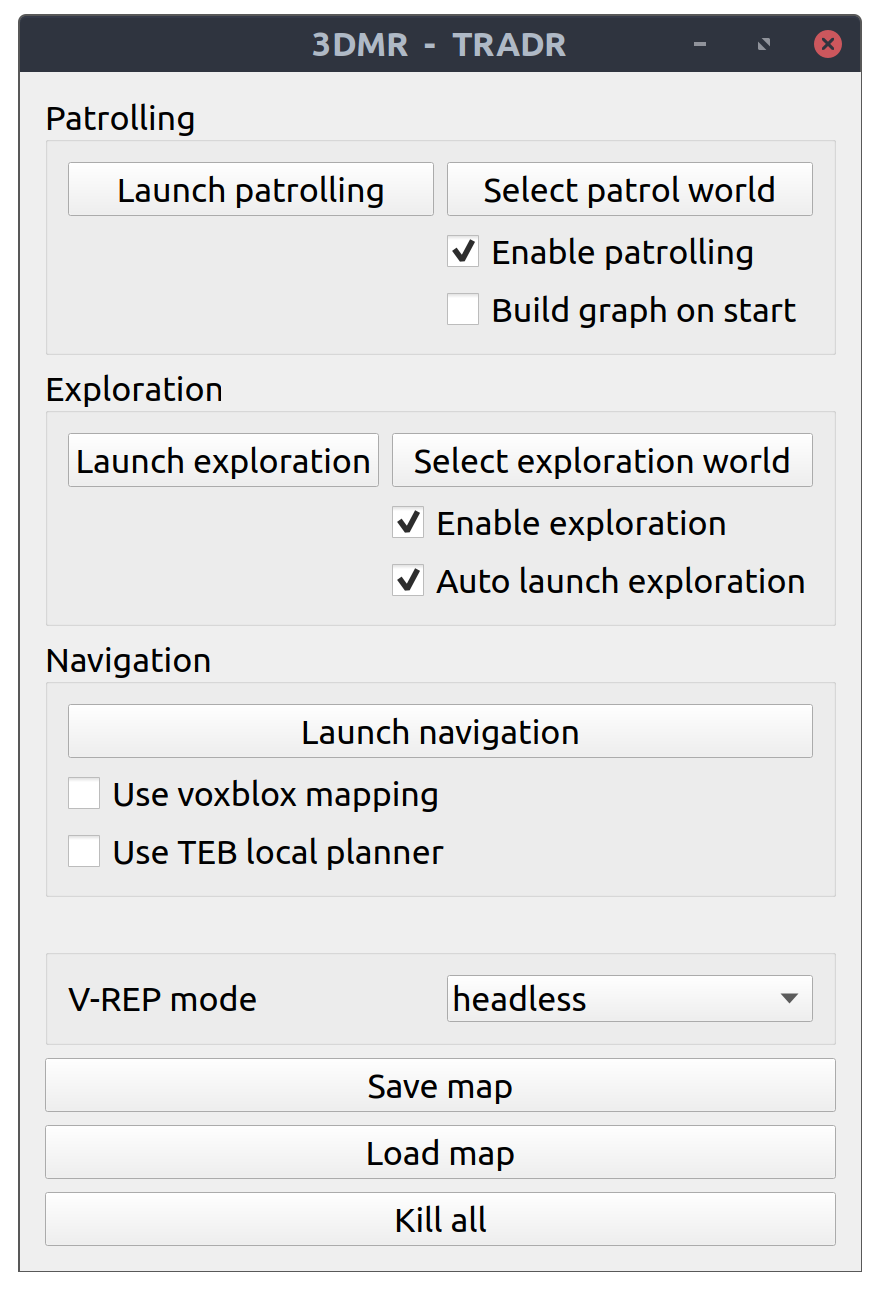 3DMR - TRADR
Patrolling
Launch patrolling
Select patrol world
Enable patrolling
Build graph on start
Exploration
Launch exploration
Select exploration world
Enable exploration
Auto launch exploration
Navigation
Launch navigation
Use voxblox mapping
Use TEB local planner
V-REP mode
headless
Save map
Load map
Kill all